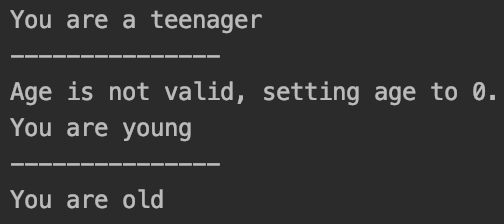 You are a teenager
---------------
Age is not valid, setting age to 0.
You are young
---------------
You are old